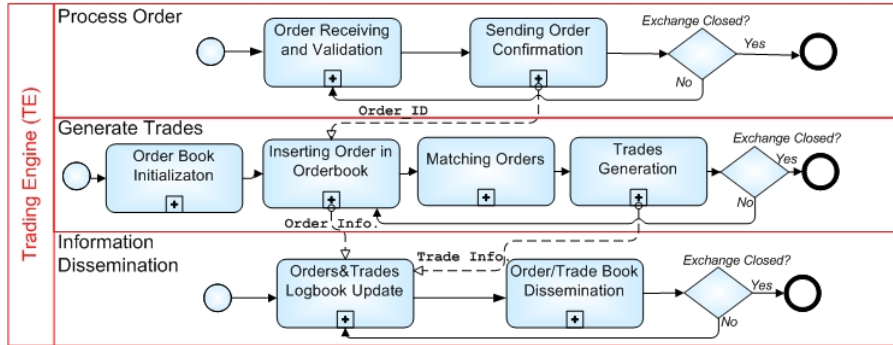 Trading Engine (TE)
Process Order
Order Receiving
and Validation
Sending Order
Confirmation
Exchange Closed?
Yes
No
Order_ID
Generate Trades
Order Book
Initializaton
Inserting Order in
Orderbook
Matching Orders
Trades
Generation
Exchange Closed?
Yes
No
Order Info.
Trade Info.
Information
Dissemination
Orders&Trades
Logbook Update
Order/Trade Book
Dissemination
Exchange Closed?
Yes
No